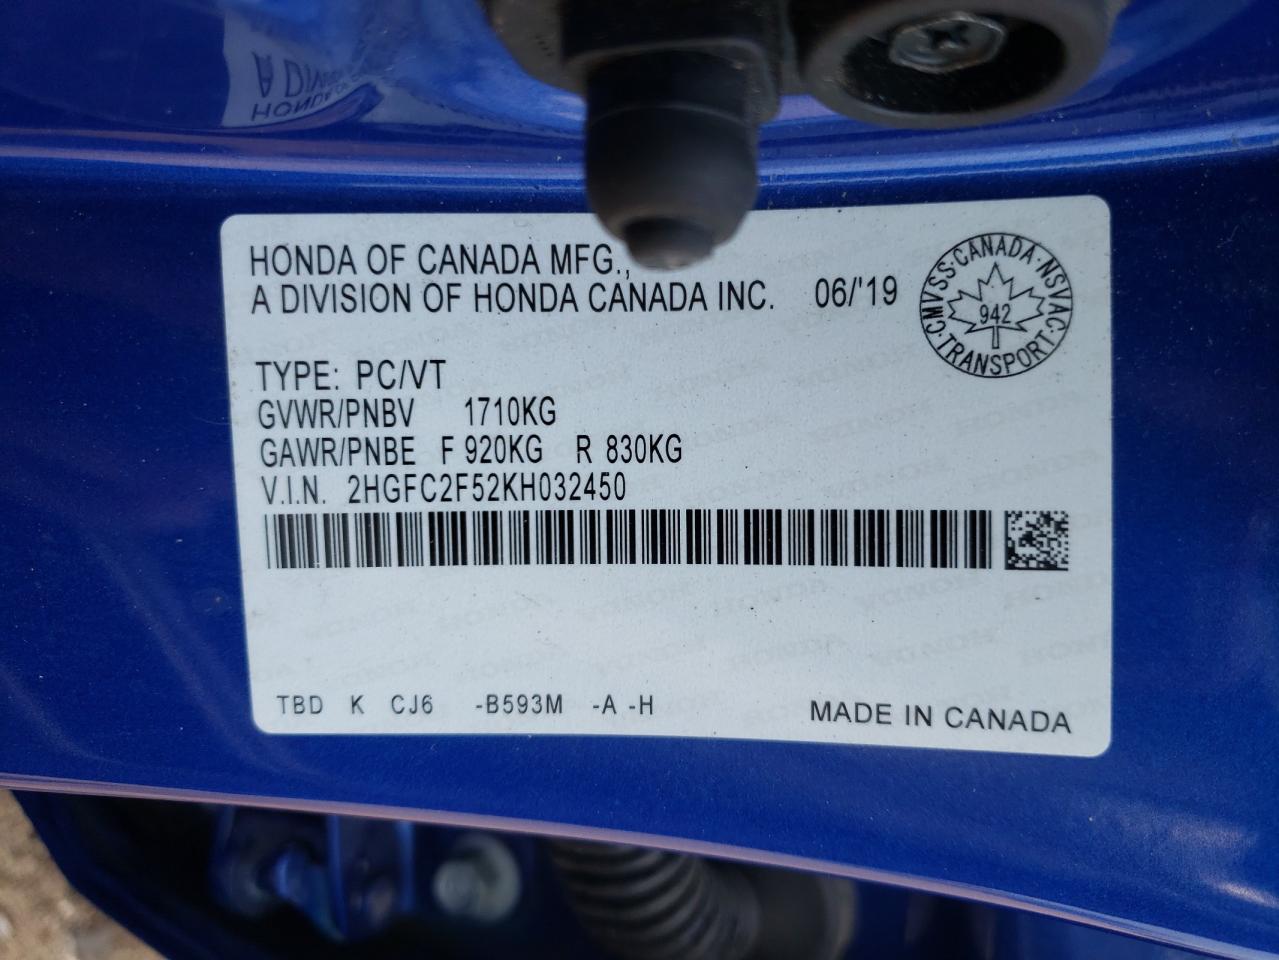 HONDA OF CANADA MFG.,
A DIVISION OF HONDA CANADA INC. 06/'19
CMVSS·CANADA·NSVAC·TRANSPORT·
942
TYPE: PC/VT
GVWR/PNBV 1710KG
GAWR/PNBE F 920KG R 830KG
V.I.N. 2HGFC2F52KH032450
TBD K CJ6 -B593M -A -H
MADE IN CANADA